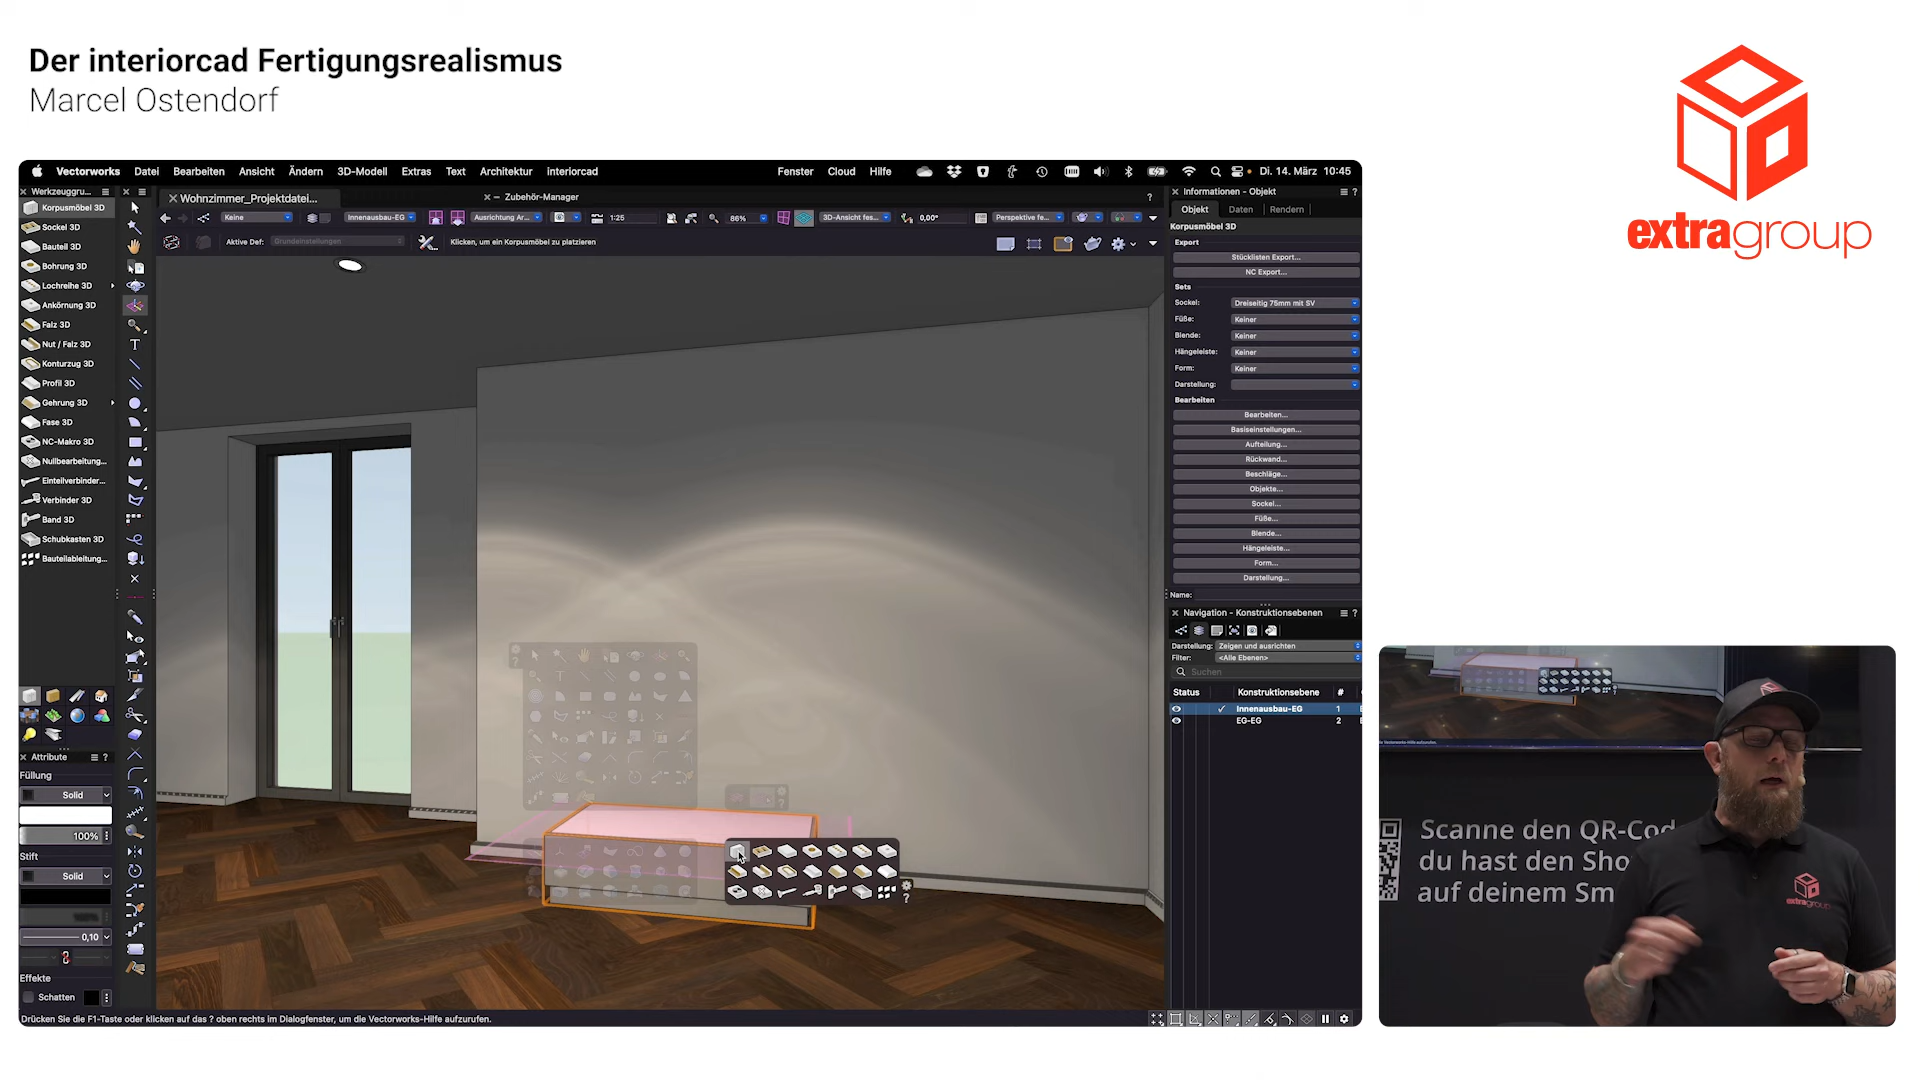 Der interiorcad Fertigungsrealismus
Marcel Ostendorf
extragroup
Vectorworks Datei Bearbeiten Ansicht Ändern 3D-Modell Extras Text Architektur interiorcad Fenster Cloud Hilfe Di. 14. März 10:45
Werkzeuggru...
Wohnzimmer_Projektdatei...
Zubehör-Manager
Keine
Innenausbau-EG
Ausrichtung Ar...
1:25
86%
3D-Ansicht fes...
0,00°
Perspektive fe...
Aktive Def: Grundeinstellungen
Klicken, um ein Korpusmöbel zu platzieren
Korpusmöbel 3D
Sockel 3D
Bauteil 3D
Bohrung 3D
Lochreihe 3D
Ankörnung 3D
Falz 3D
Nut / Falz 3D
Konturzug 3D
Profil 3D
Gehrung 3D
Fase 3D
NC-Makro 3D
Nullbearbeitung...
Einteilverbinder...
Verbinder 3D
Band 3D
Schubkasten 3D
Bauteilableitung...
Attribute
Füllung
Solid
100%
Stift
Solid
100%
0,10
Effekte
Schatten
Drücken Sie die F1-Taste oder klicken auf das ? oben rechts im Dialogfenster, um die Vectorworks-Hilfe aufzurufen.
Informationen - Objekt
Objekt Daten Rendern
Korpusmöbel 3D
Export
Stücklisten Export...
NC Export...
Sets
Sockel: Dreiseitig 75mm mit SV
Füße: Keiner
Blende: Keiner
Hängeleiste: Keiner
Form: Keiner
Darstellung:
Bearbeiten
Bearbeiten...
Basiseinstellungen...
Aufteilung...
Rückwand...
Beschläge...
Objekte...
Sockel...
Füße...
Blende...
Hängeleiste...
Form...
Darstellung...
Name:
Navigation - Konstruktionsebenen
Darstellung: Zeigen und ausrichten
Filter: <Alle Ebenen>
Suchen
Status Konstruktionsebene #
Innenausbau-EG 1
EG-EG 2
Scanne den QR-Cod
du hast den Sho
auf deinem Sm
extragroup